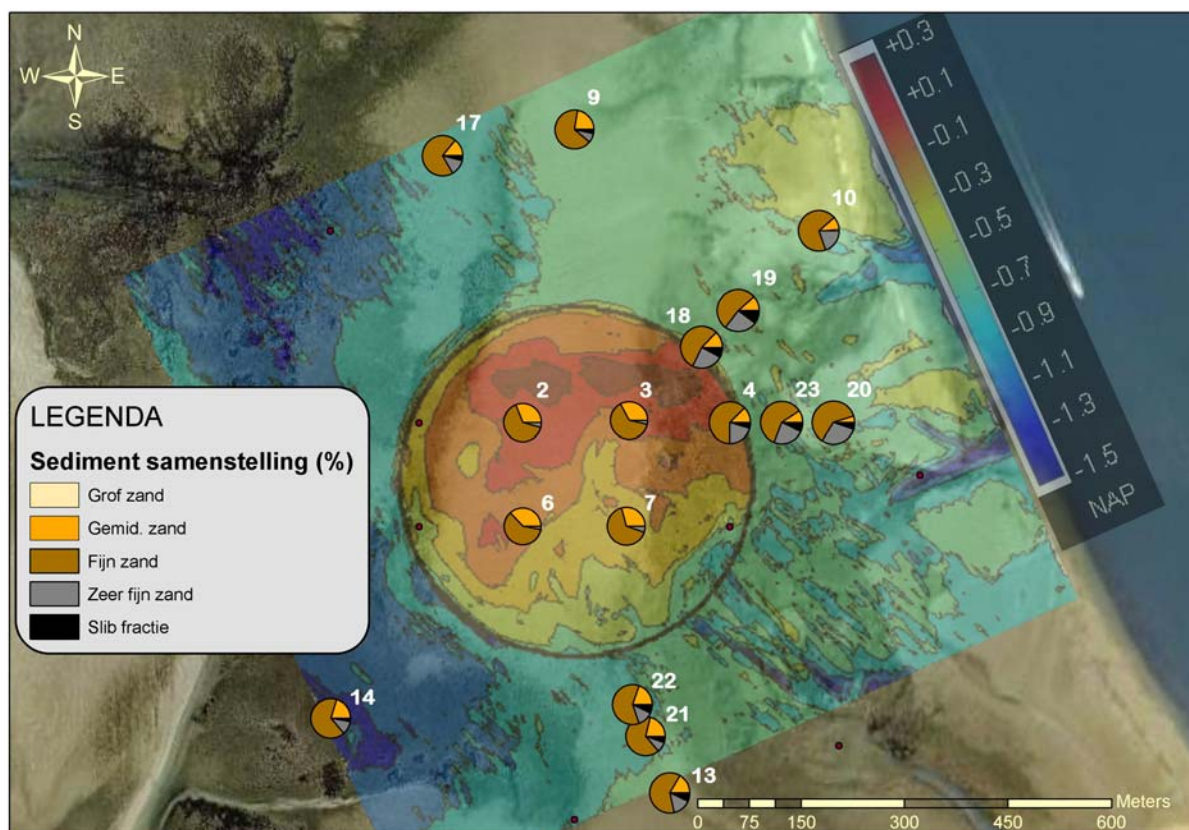 N
W E
S
17
9
10
19
18
2
3
4
23
20
6
7
14
22
21
13
+0.3
+0.1
-0.1
-0.3
-0.5
-0.7
-0.9
-1.1
-1.3
-1.5
NAP
LEGENDA
Sediment samenstelling (%)
Grof zand
Gemid. zand
Fijn zand
Zeer fijn zand
Slib fractie
Meters
0 75 150 300 450 600